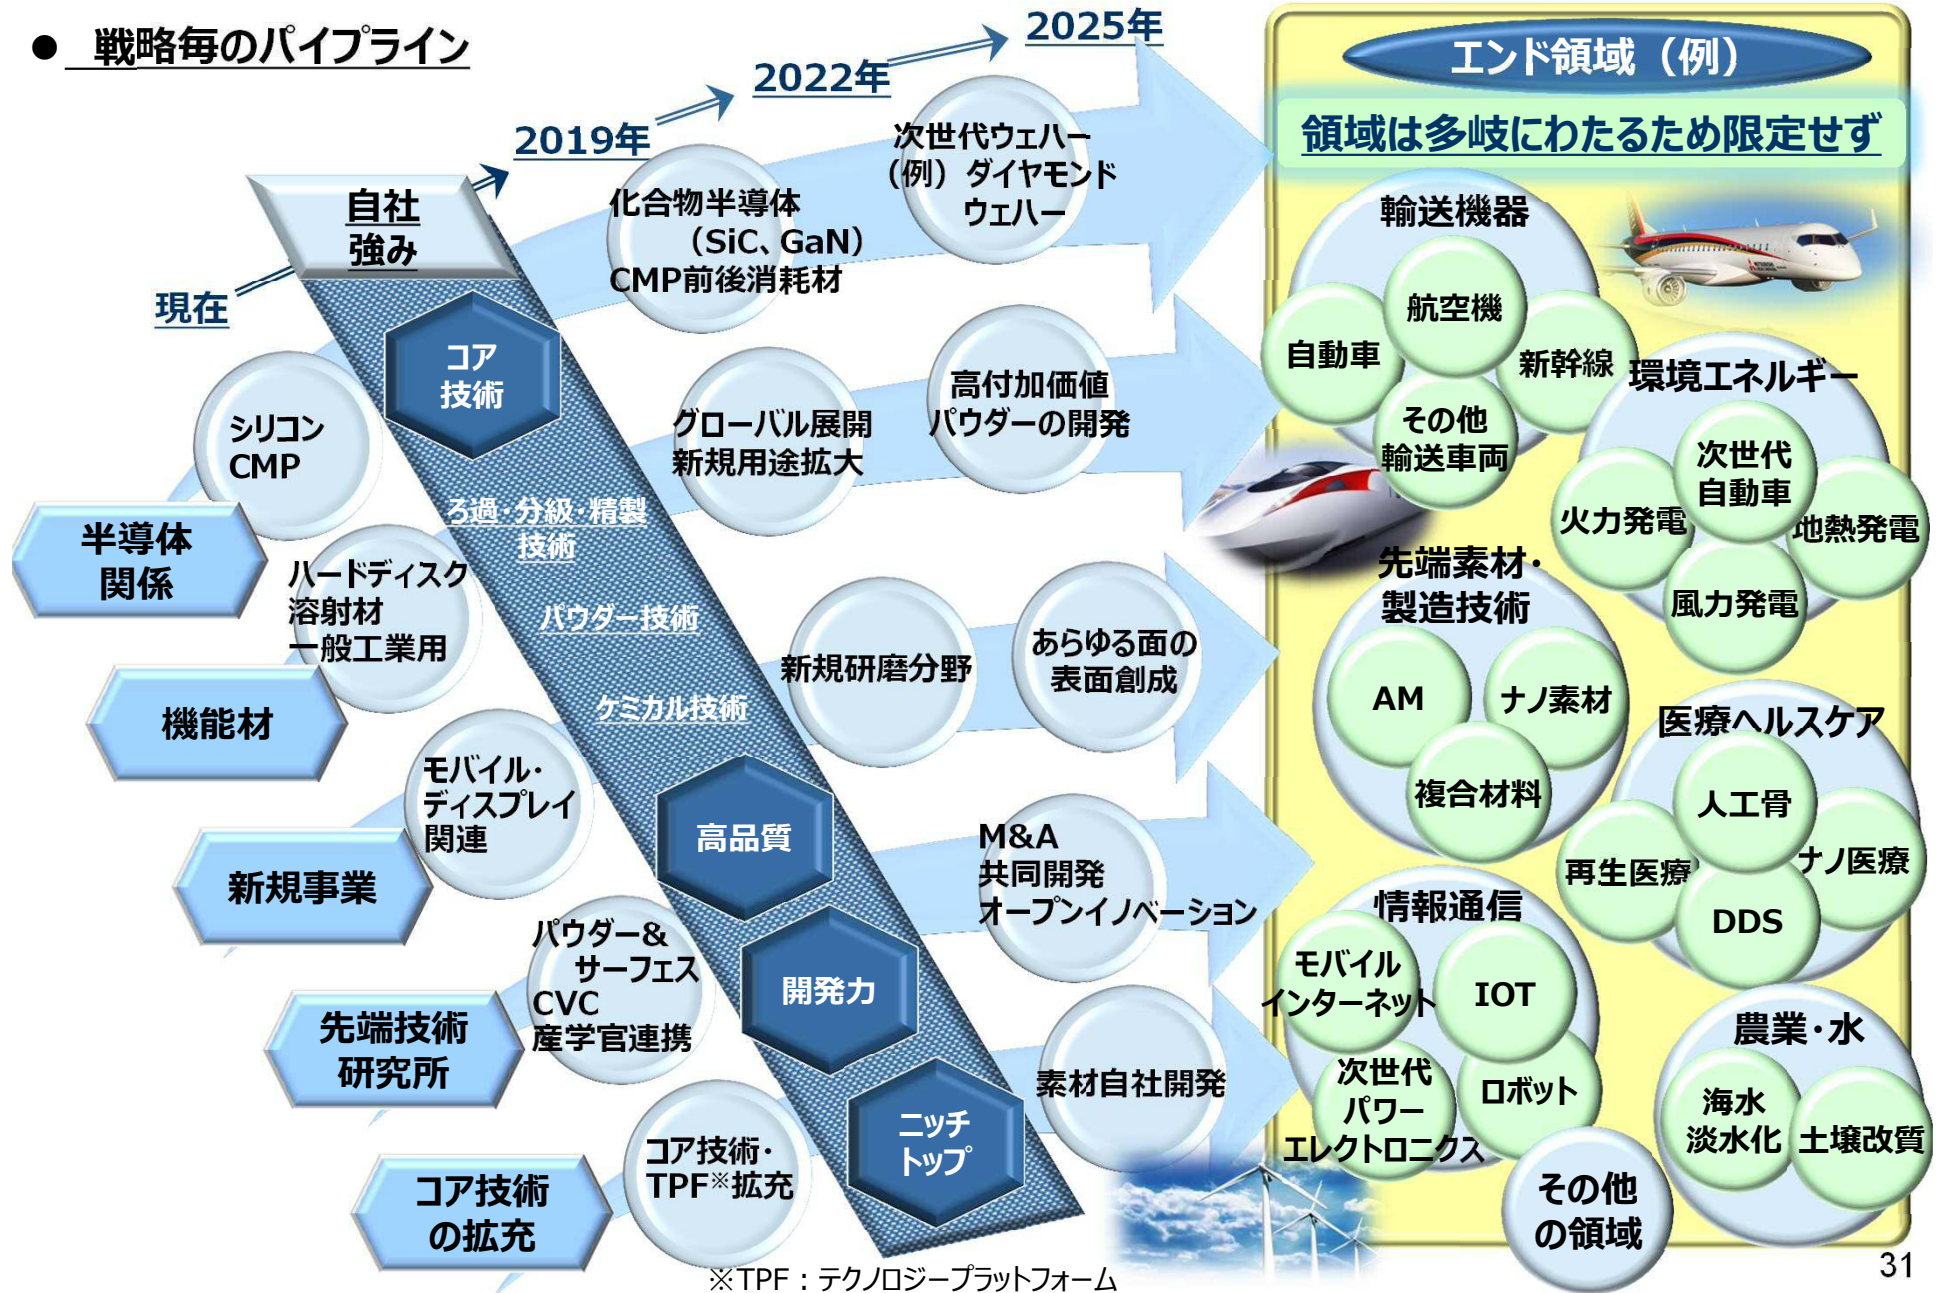 ● 戦略毎のパイプライン
現在
2019年
2022年
2025年
自社
強み
コア
技術
ろ過・分級・精製
技術
パウダー技術
ケミカル技術
高品質
開発力
ニッチ
トップ
半導体
関係
シリコン
CMP
化合物半導体
（SiC、GaN）
CMP前後消耗材
次世代ウェハー
（例）ダイヤモンド
ウェハー
機能材
ハードディスク
溶射材
一般工業用
グローバル展開
新規用途拡大
高付加価値
パウダーの開発
新規事業
モバイル・
ディスプレイ
関連
新規研磨分野
あらゆる面の
表面創成
先端技術
研究所
パウダー&
サーフェス
CVC
産学官連携
M&A
共同開発
オープンイノベーション
コア技術
の拡充
コア技術・
TPF※拡充
素材自社開発
※TPF：テクノロジープラットフォーム
エンド領域（例）
領域は多岐にわたるため限定せず
輸送機器
航空機
自動車
新幹線
その他
輸送車両
環境エネルギー
次世代
自動車
火力発電
地熱発電
風力発電
先端素材・
製造技術
AM
ナノ素材
複合材料
医療ヘルスケア
人工骨
再生医療
ナノ医療
DDS
情報通信
モバイル
インターネット
IOT
次世代
パワー
エレクトロニクス
ロボット
農業・水
海水
淡水化
土壌改質
その他
の領域
31